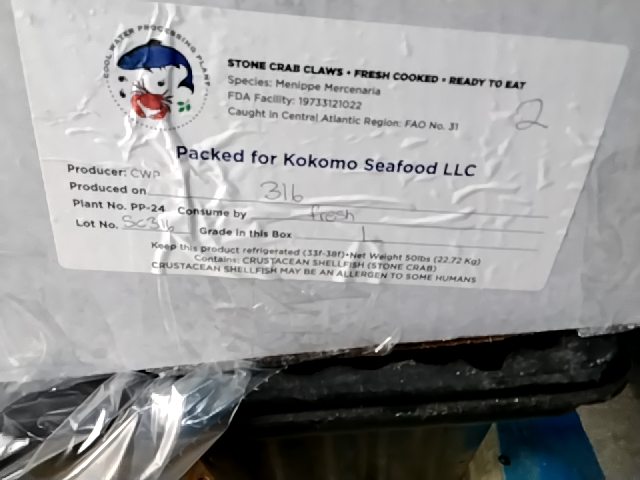 COOL WATER PROCESSING PLANT
STONE CRAB CLAWS • FRESH COOKED • READY TO EAT
Species: Menippe Mercenaria
FDA Facility: 19733121022
Caught in Central Atlantic Region: FAO No. 31
2
Packed for Kokomo Seafood LLC
Producer: CWP
Produced on 316
Plant No. PP-24 Consume by fresh
Lot No. SC316 Grade in this Box L
Keep this product refrigerated (33f-38f)•Net Weight 50lbs (22.72 Kg)
Contains: CRUSTACEAN SHELLFISH (STONE CRAB)
CRUSTACEAN SHELLFISH MAY BE AN ALLERGEN TO SOME HUMANS